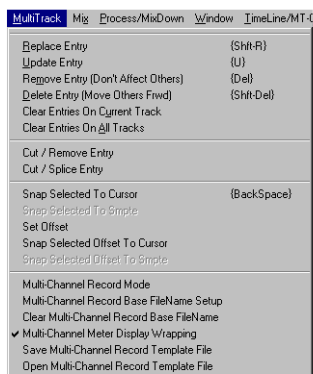 MultiTrack Mix Process/MixDown Window TimeLine/MT-
Replace Entry {Shft-R}
Update Entry {U}
Remove Entry (Don't Affect Others) {Del}
Delete Entry (Move Others Frwd) {Shft-Del}
Clear Entries On Current Track
Clear Entries On All Tracks
Cut / Remove Entry
Cut / Splice Entry
Snap Selected To Cursor {BackSpace}
Snap Selected To Smpte
Set Offset
Snap Selected Offset To Cursor
Snap Selected Offset To Smpte
Multi-Channel Record Mode
Multi-Channel Record Base FileName Setup
Clear Multi-Channel Record Base FileName
Multi-Channel Meter Display Wrapping
Save Multi-Channel Record Template File
Open Multi-Channel Record Template File